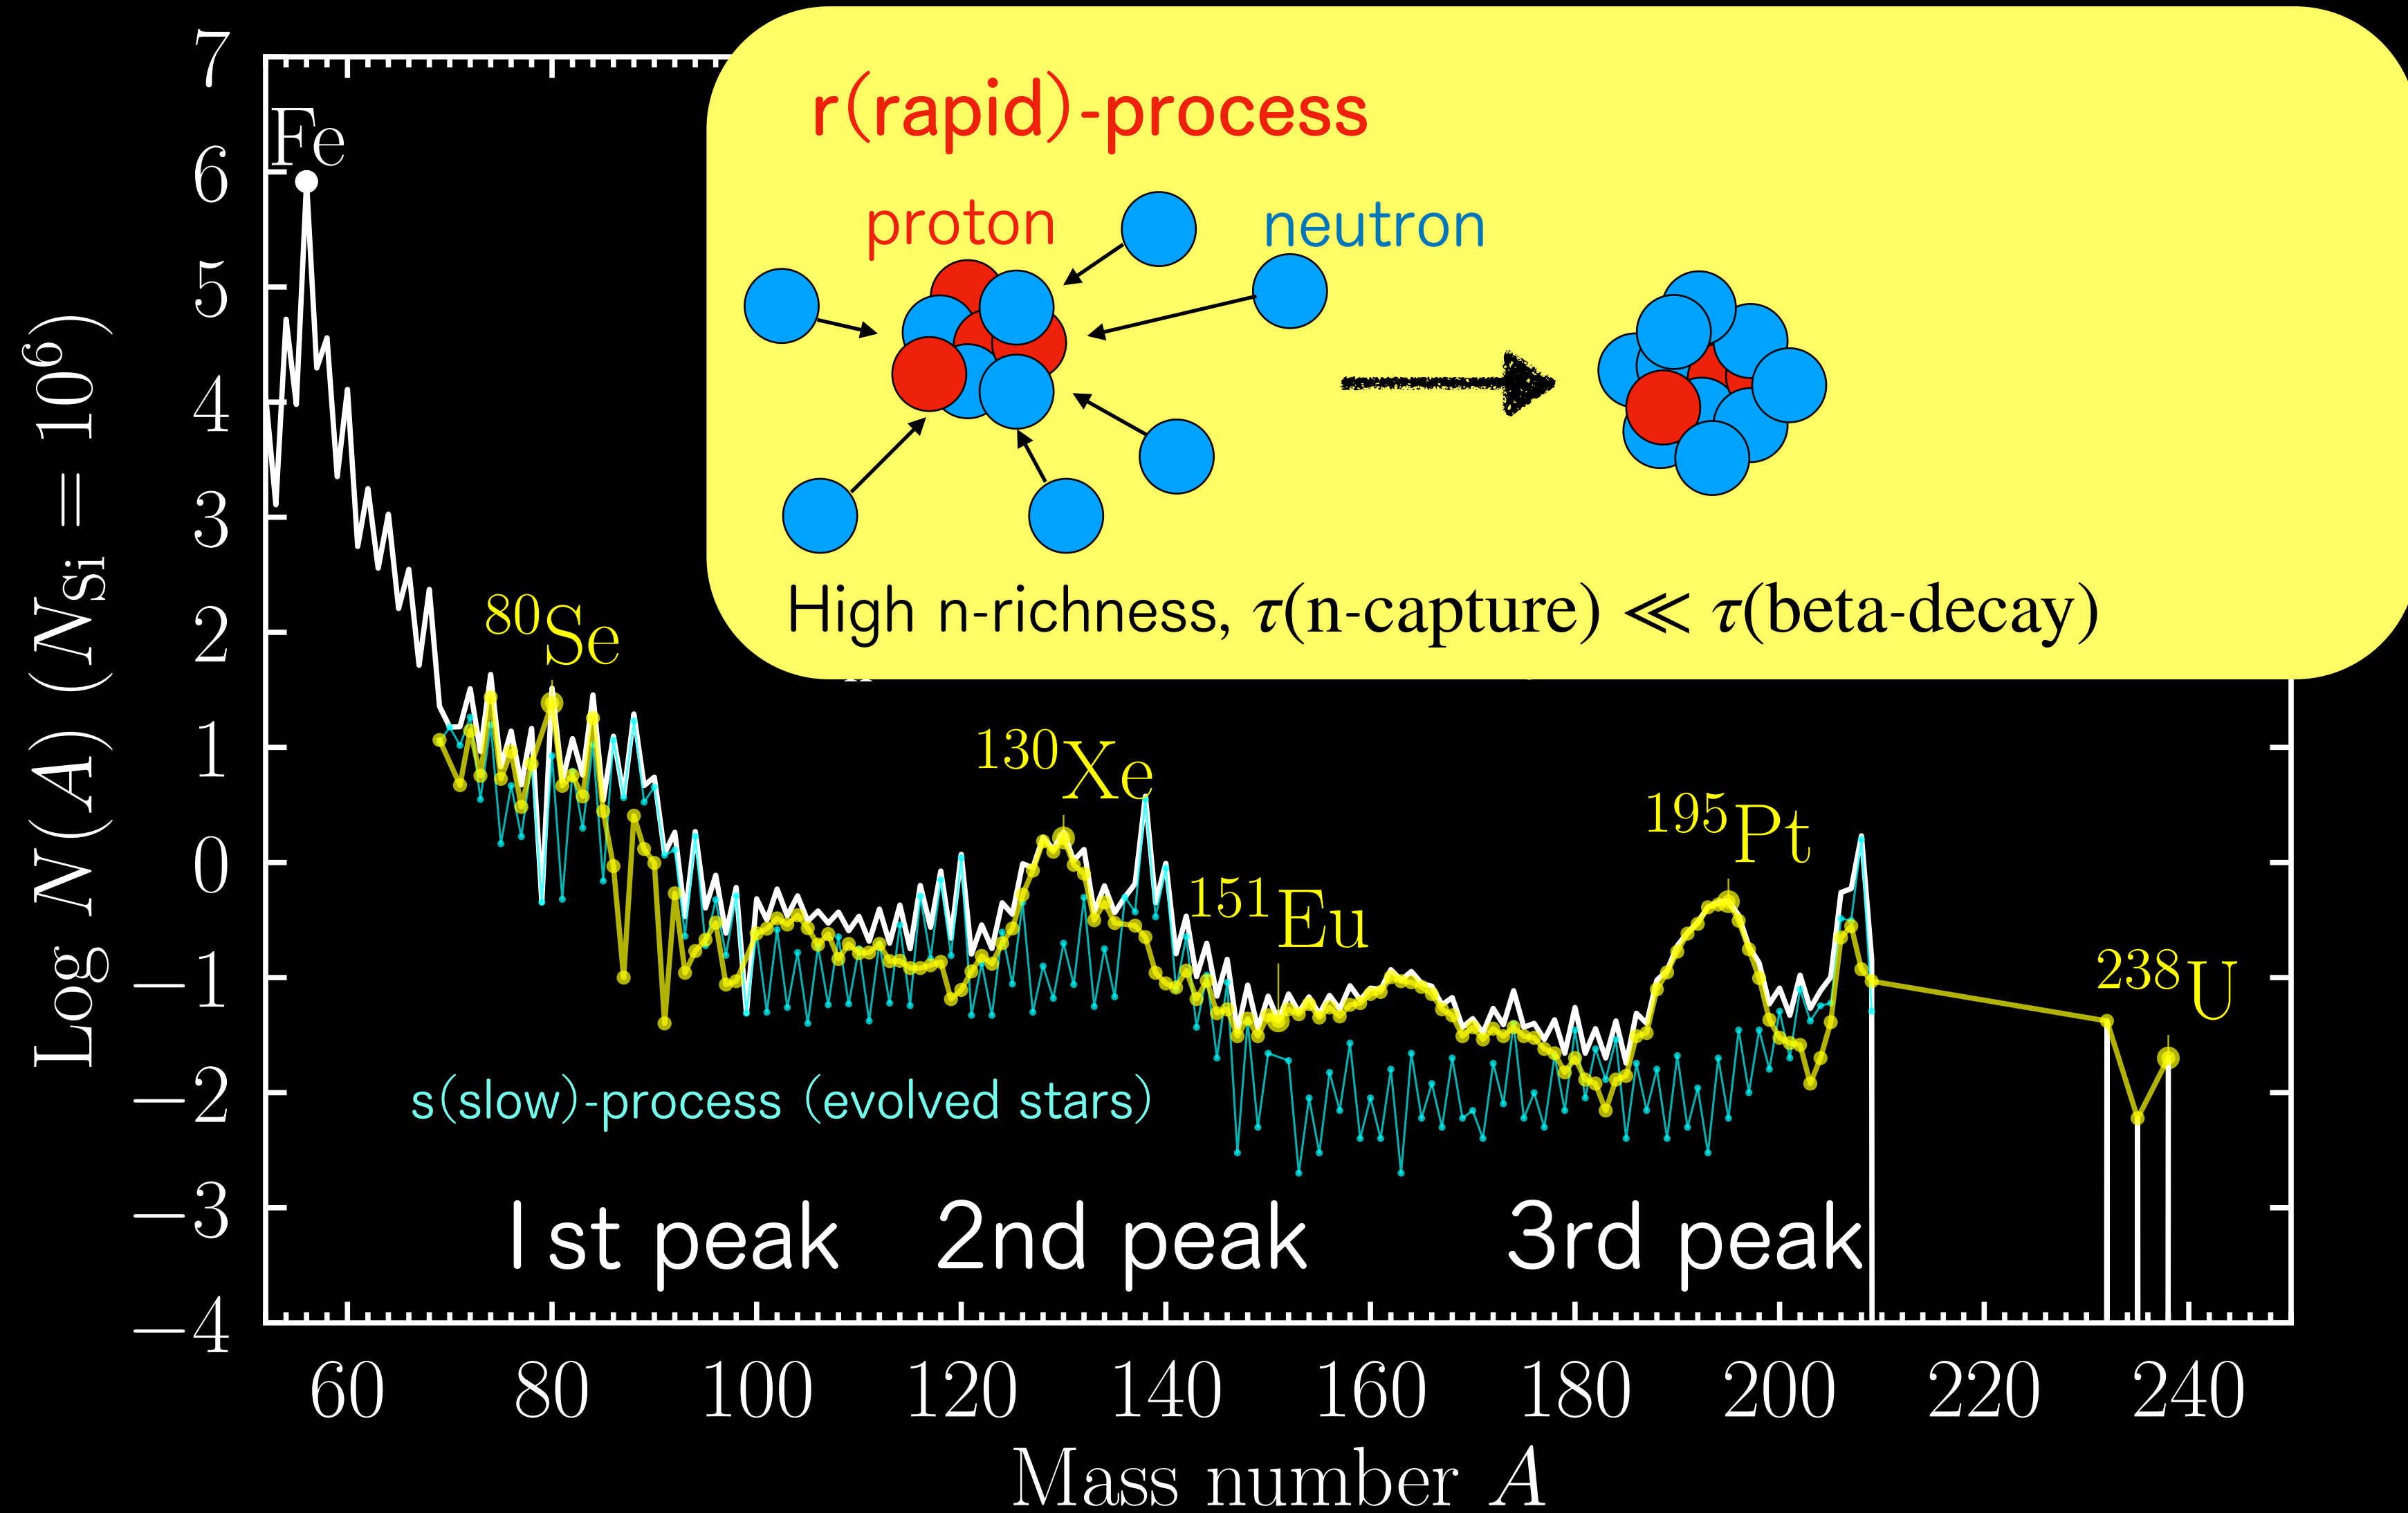 r(rapid)-process
proton
neutron
High n-richness, τ(n-capture) ≪ τ(beta-decay)
Log N(A) (N_Si = 10^6)
7
6
5
4
3
2
1
0
−1
−2
−3
−4
Fe
^80Se
^130Xe
^151Eu
^195Pt
^238U
s(slow)-process (evolved stars)
1st peak
2nd peak
3rd peak
60 80 100 120 140 160 180 200 220 240
Mass number A